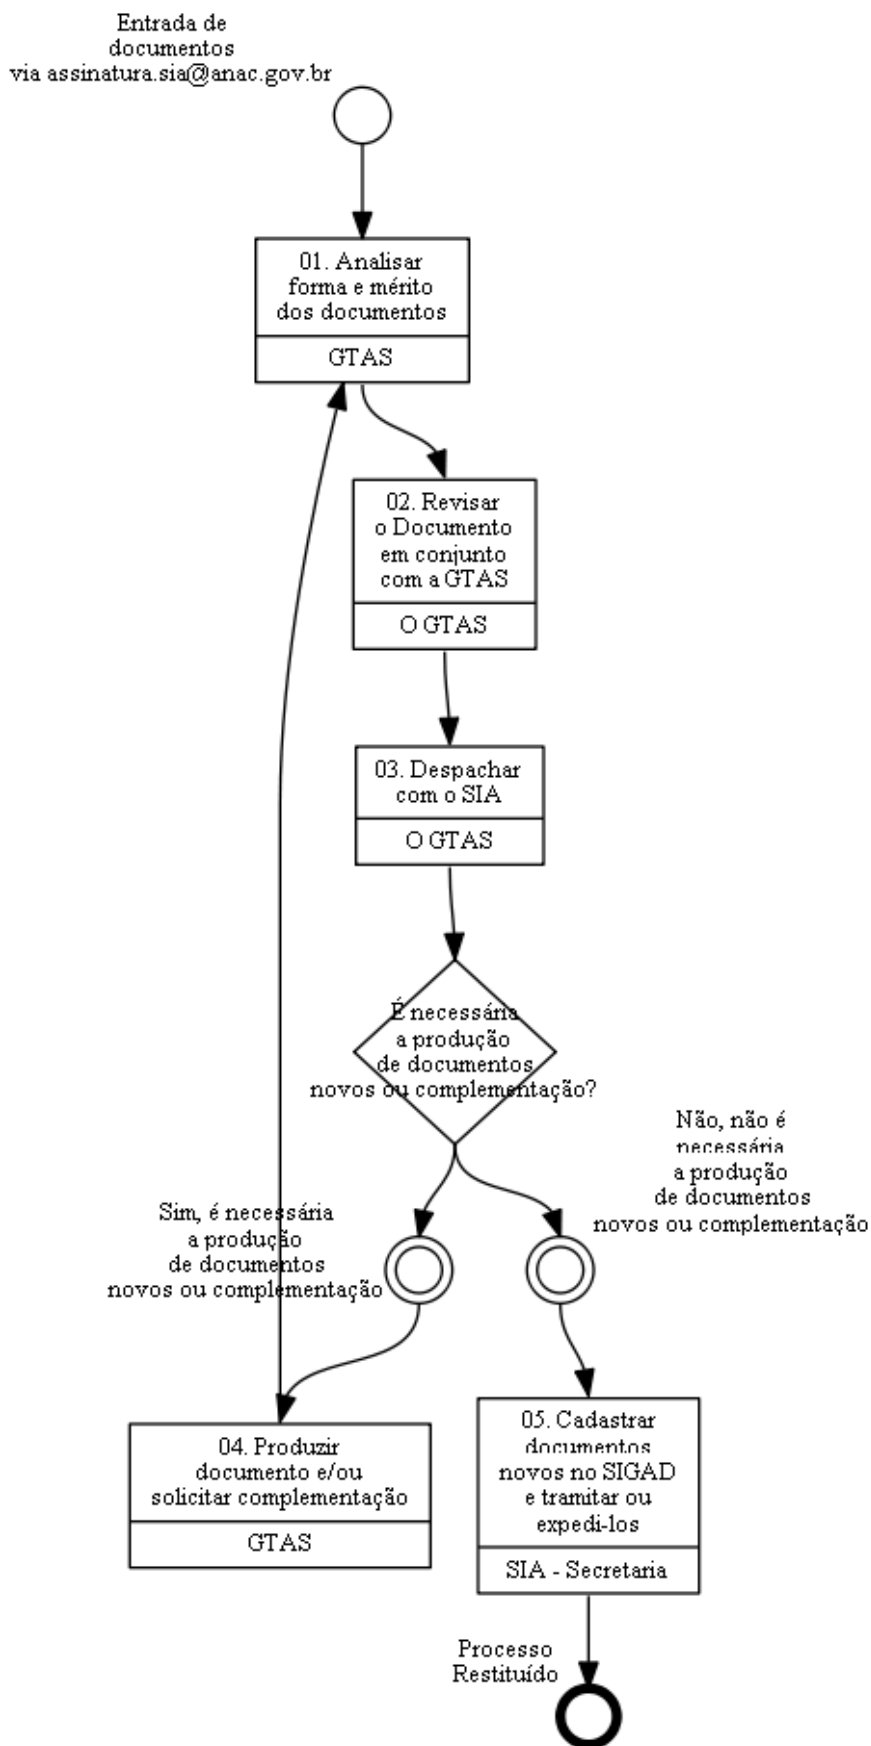 Entrada de
documentos
via assinatura.sia@anac.gov.br
01. Analisar
forma e mérito
dos documentos
GTAS
02. Revisar
o Documento
em conjunto
com a GTAS
O GTAS
03. Despachar
com o SIA
O GTAS
É necessária
a produção
de documentos
novos ou complementação?
Não, não é
necessária
a produção
de documentos
novos ou complementação
Sim, é necessária
a produção
de documentos
novos ou complementação
04. Produzir
documento e/ou
solicitar complementação
GTAS
05. Cadastrar
documentos
novos no SIGAD
e tramitar ou
expedi-los
SIA - Secretaria
Processo
Restituído